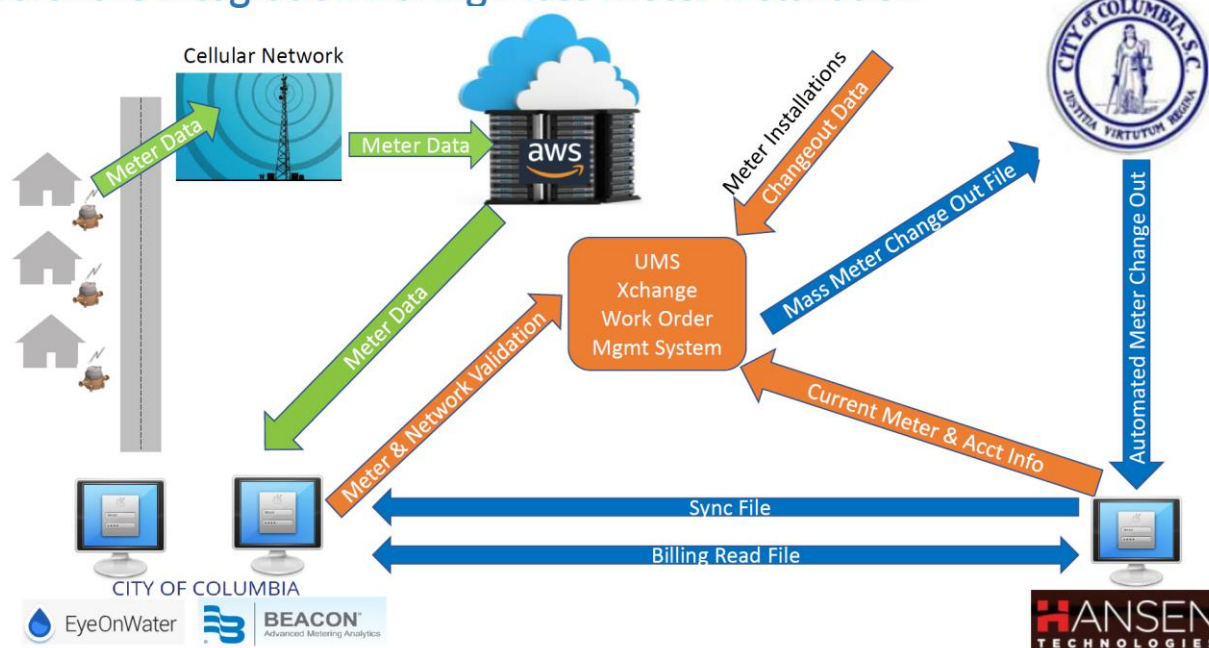 Cellular Network
Meter Data
Meter Data
aws
Meter Data
Meter Installations
Changeout Data
CITY of COLUMBIA, S.C.
JUSTITIA VIRTUTUM REGINA
UMS
Xchange
Work Order
Mgmt System
Mass Meter Change Out File
Automated Meter Change Out
Meter & Network Validation
Current Meter & Acct Info
Sync File
Billing Read File
CITY OF COLUMBIA
EyeOnWater
BEACON
Advanced Metering Analytics
HANSEN
TECHNOLOGIES